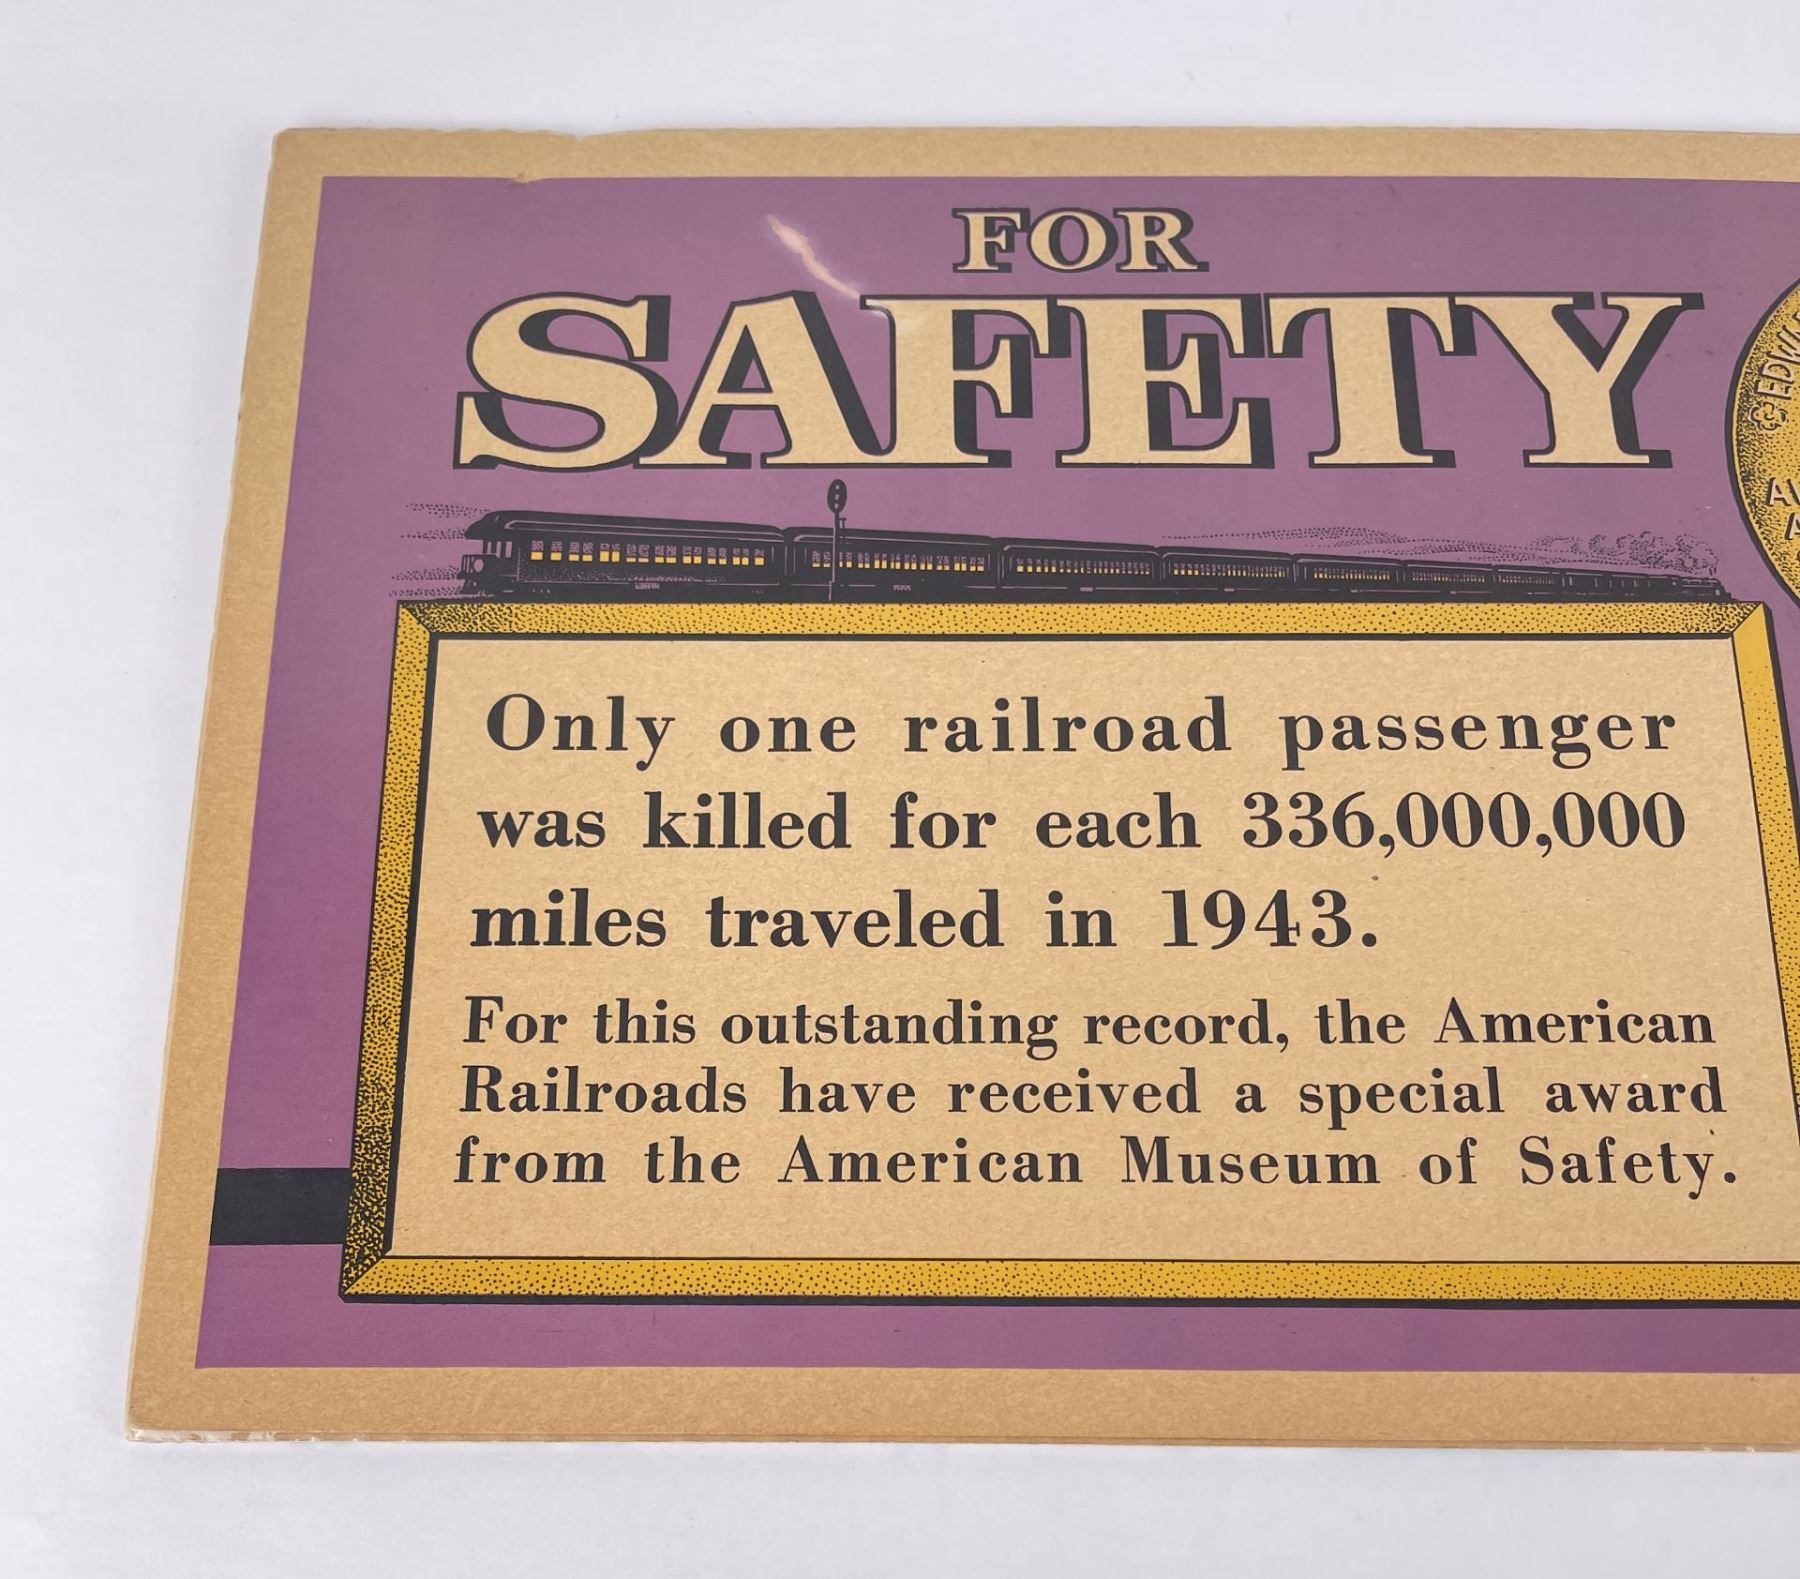 FOR
SAFETY
Only one railroad passenger
was killed for each 336,000,000
miles traveled in 1943.
For this outstanding record, the American
Railroads have received a special award
from the American Museum of Safety.